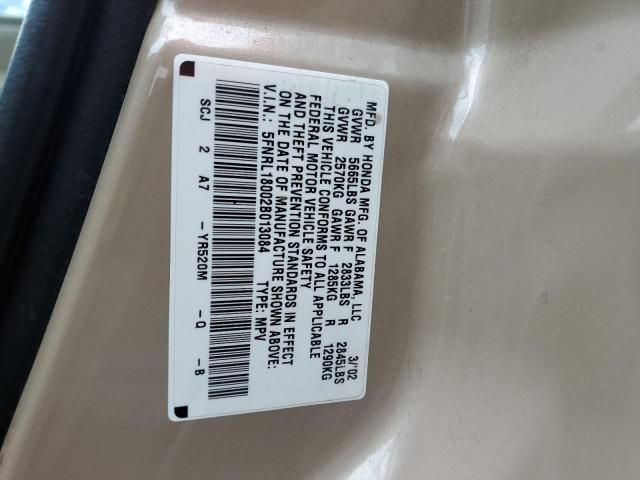 MFD. BY HONDA MFG. OF ALABAMA, LLC 3/'02
GVWR 5665LBS GAWR F 2833LBS R 2845LBS
GVWR 2570KG GAWR F 1285KG R 1290KG
THIS VEHICLE CONFORMS TO ALL APPLICABLE
FEDERAL MOTOR VEHICLE SAFETY
AND THEFT PREVENTION STANDARDS IN EFFECT
ON THE DATE OF MANUFACTURE SHOWN ABOVE:
V.I.N.: 5FNRL18002B013084 TYPE: MPV
SCJ 2 A7 -YR520M -Q -B